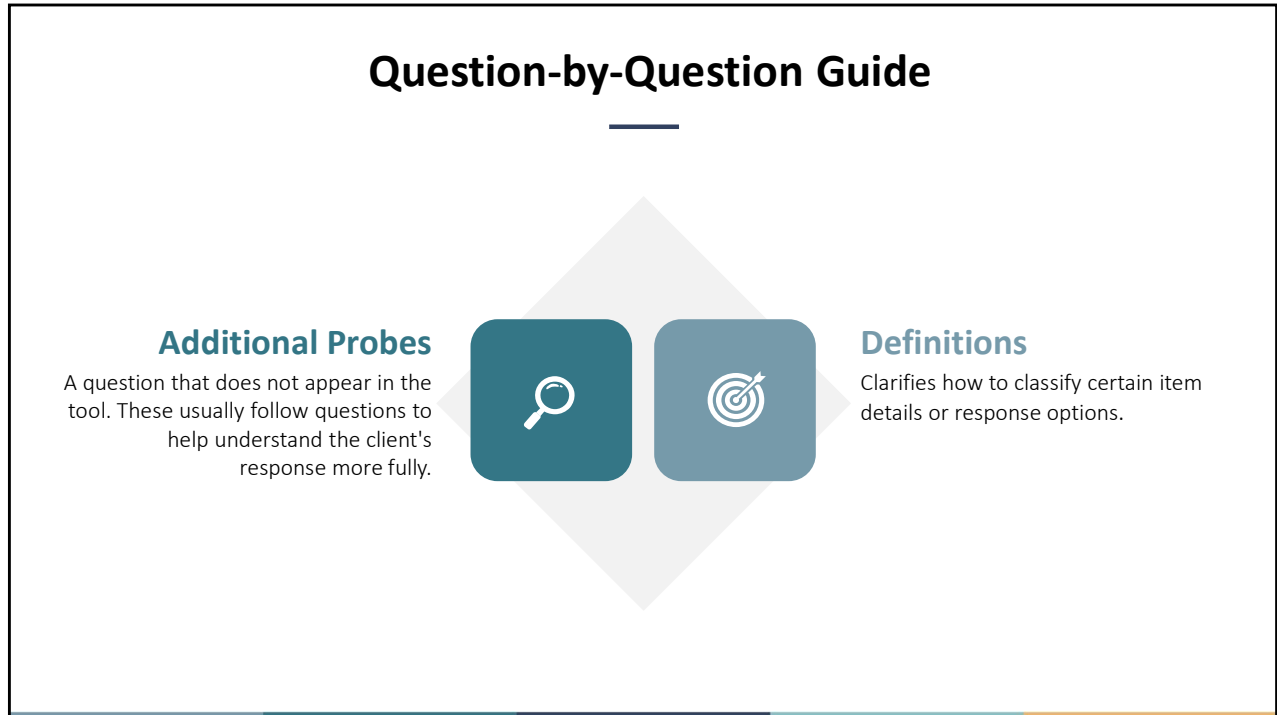 Question-by-Question Guide
Additional Probes
A question that does not appear in the
tool. These usually follow questions to
help understand the client's
response more fully.
Definitions
Clarifies how to classify certain item
details or response options.